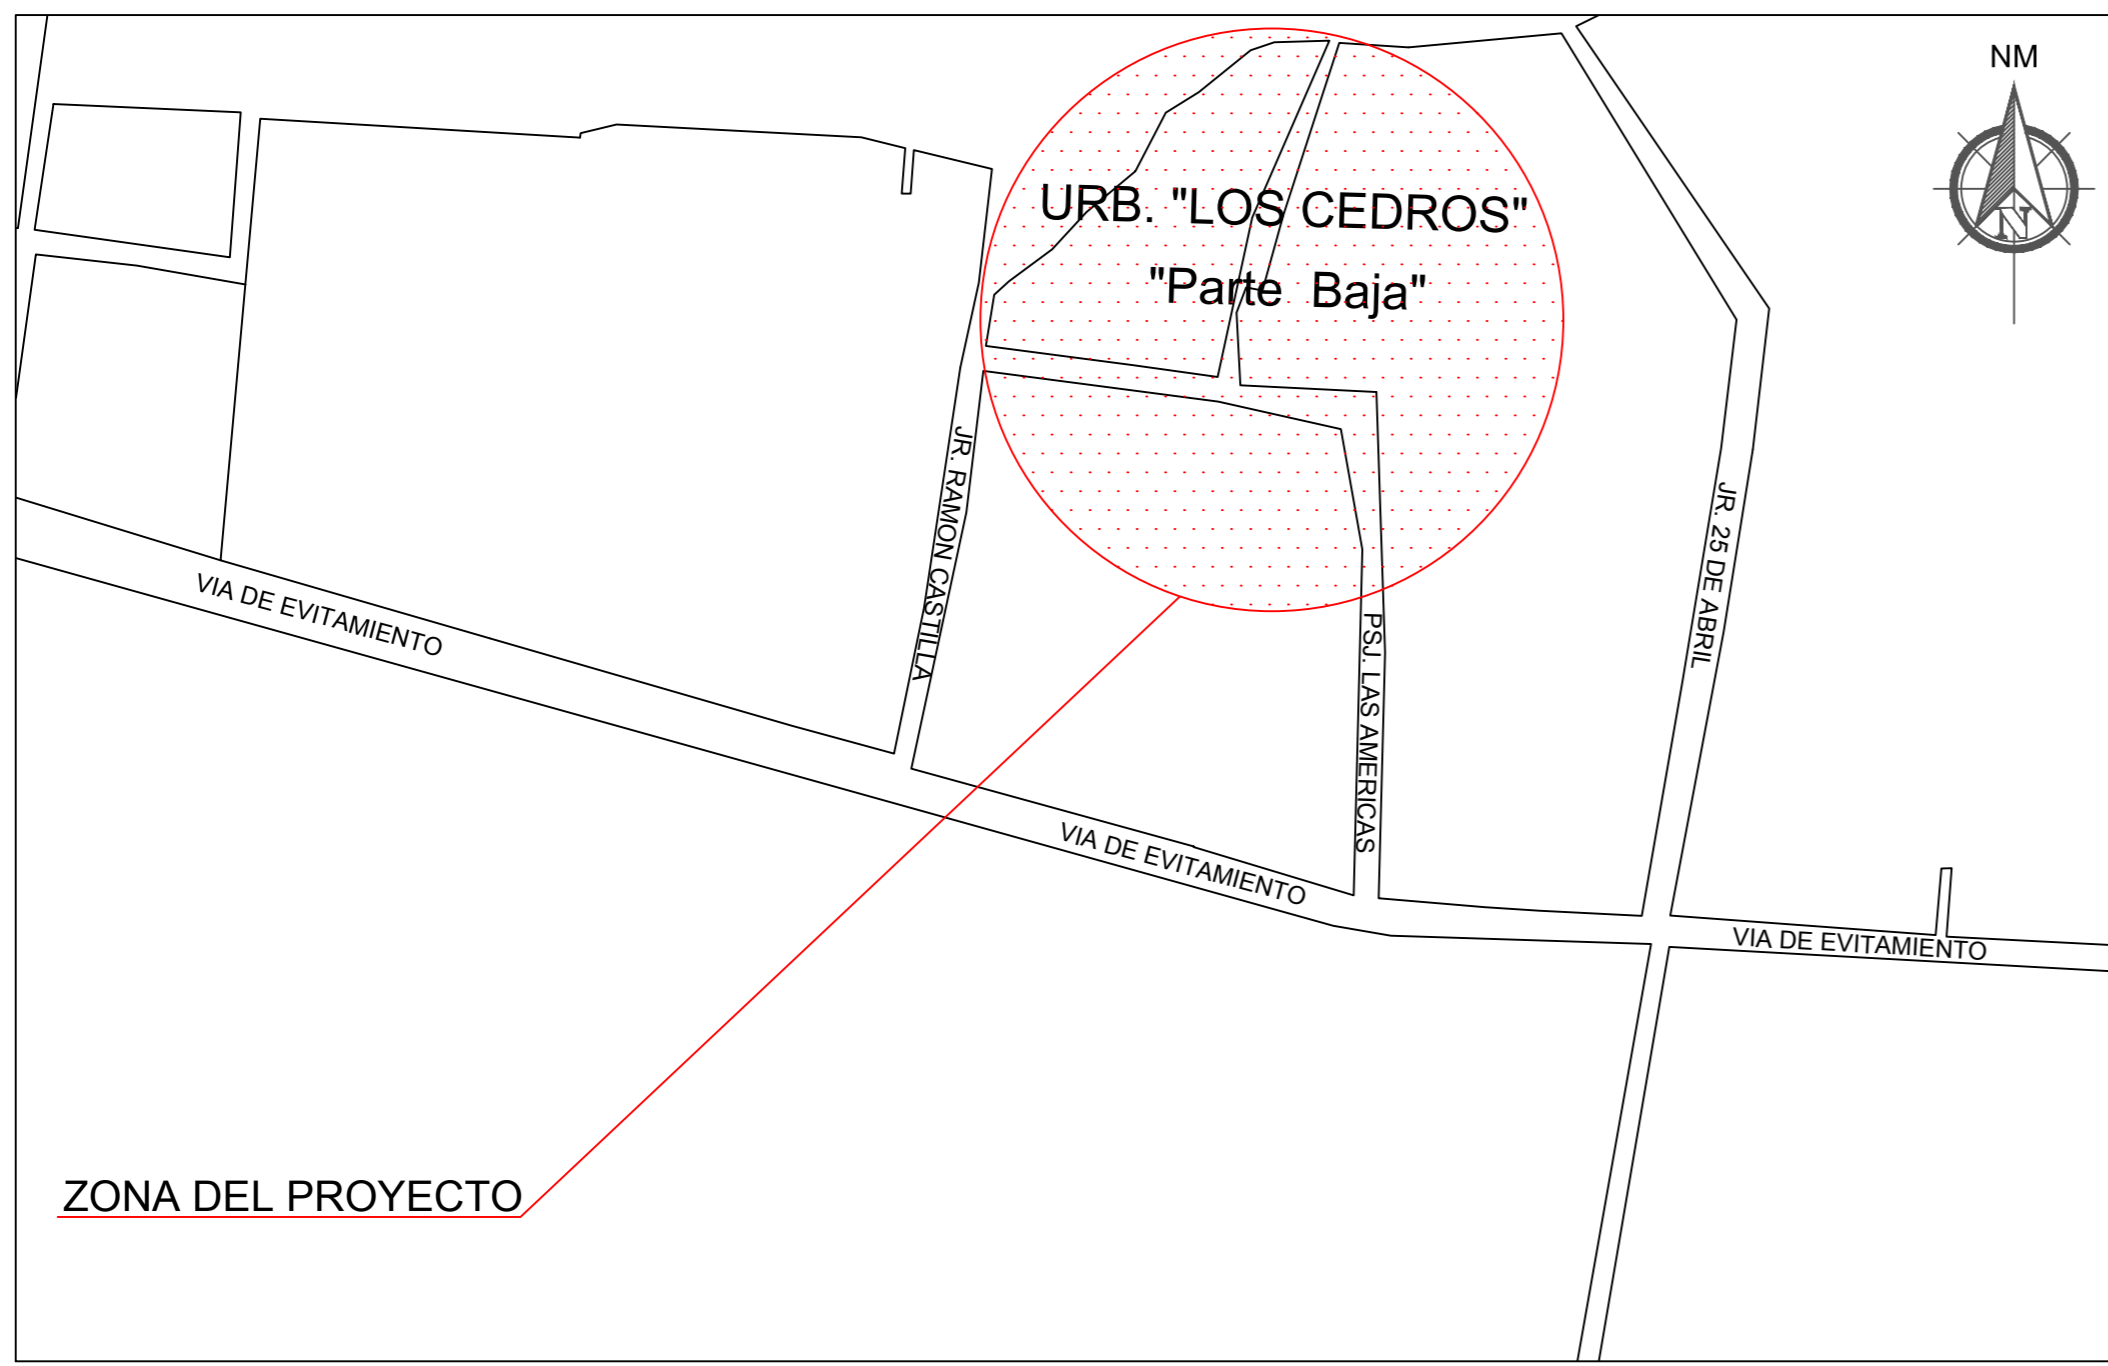 NM
N
URB. "LOS CEDROS"
"Parte Baja"
JR. RAMON CASTILLA
JR. 25 DE ABRIL
VIA DE EVITAMIENTO
PSJ. LAS AMERICAS
VIA DE EVITAMIENTO
VIA DE EVITAMIENTO
ZONA DEL PROYECTO